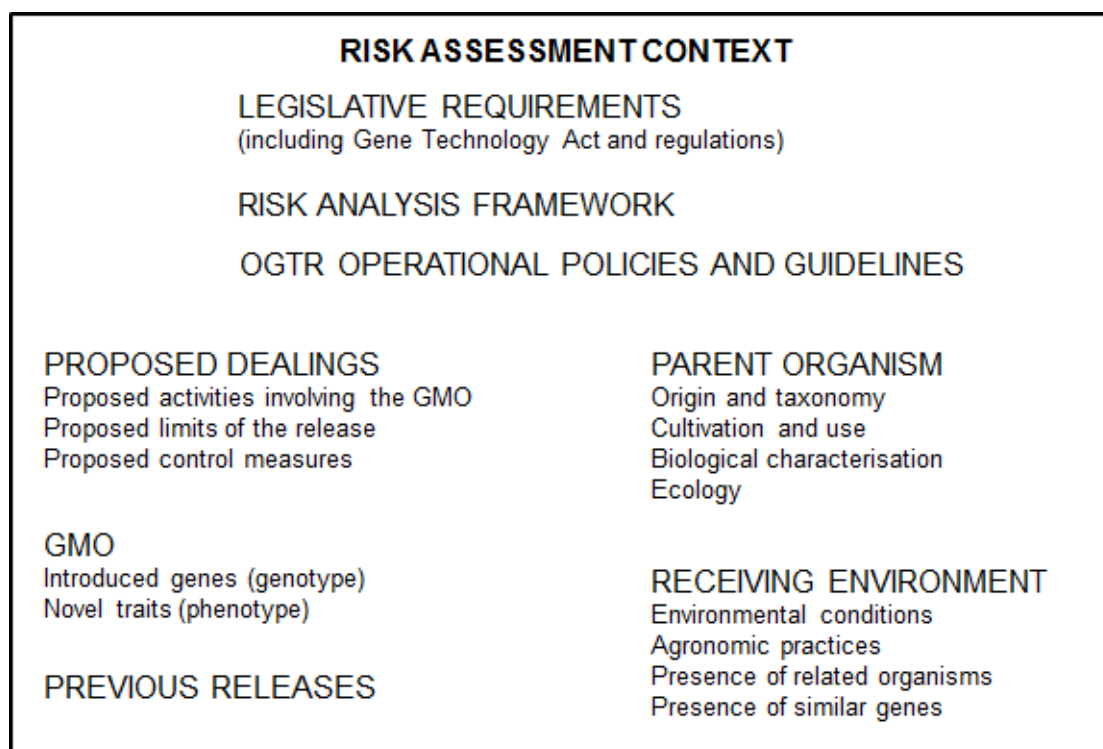 RISK ASSESSMENT CONTEXT
LEGISLATIVE REQUIREMENTS
(including Gene Technology Act and regulations)
RISK ANALYSIS FRAMEWORK
OGTR OPERATIONAL POLICIES AND GUIDELINES
PROPOSED DEALINGS
Proposed activities involving the GMO
Proposed limits of the release
Proposed control measures
GMO
Introduced genes (genotype)
Novel traits (phenotype)
PREVIOUS RELEASES
PARENT ORGANISM
Origin and taxonomy
Cultivation and use
Biological characterisation
Ecology
RECEIVING ENVIRONMENT
Environmental conditions
Agronomic practices
Presence of related organisms
Presence of similar genes